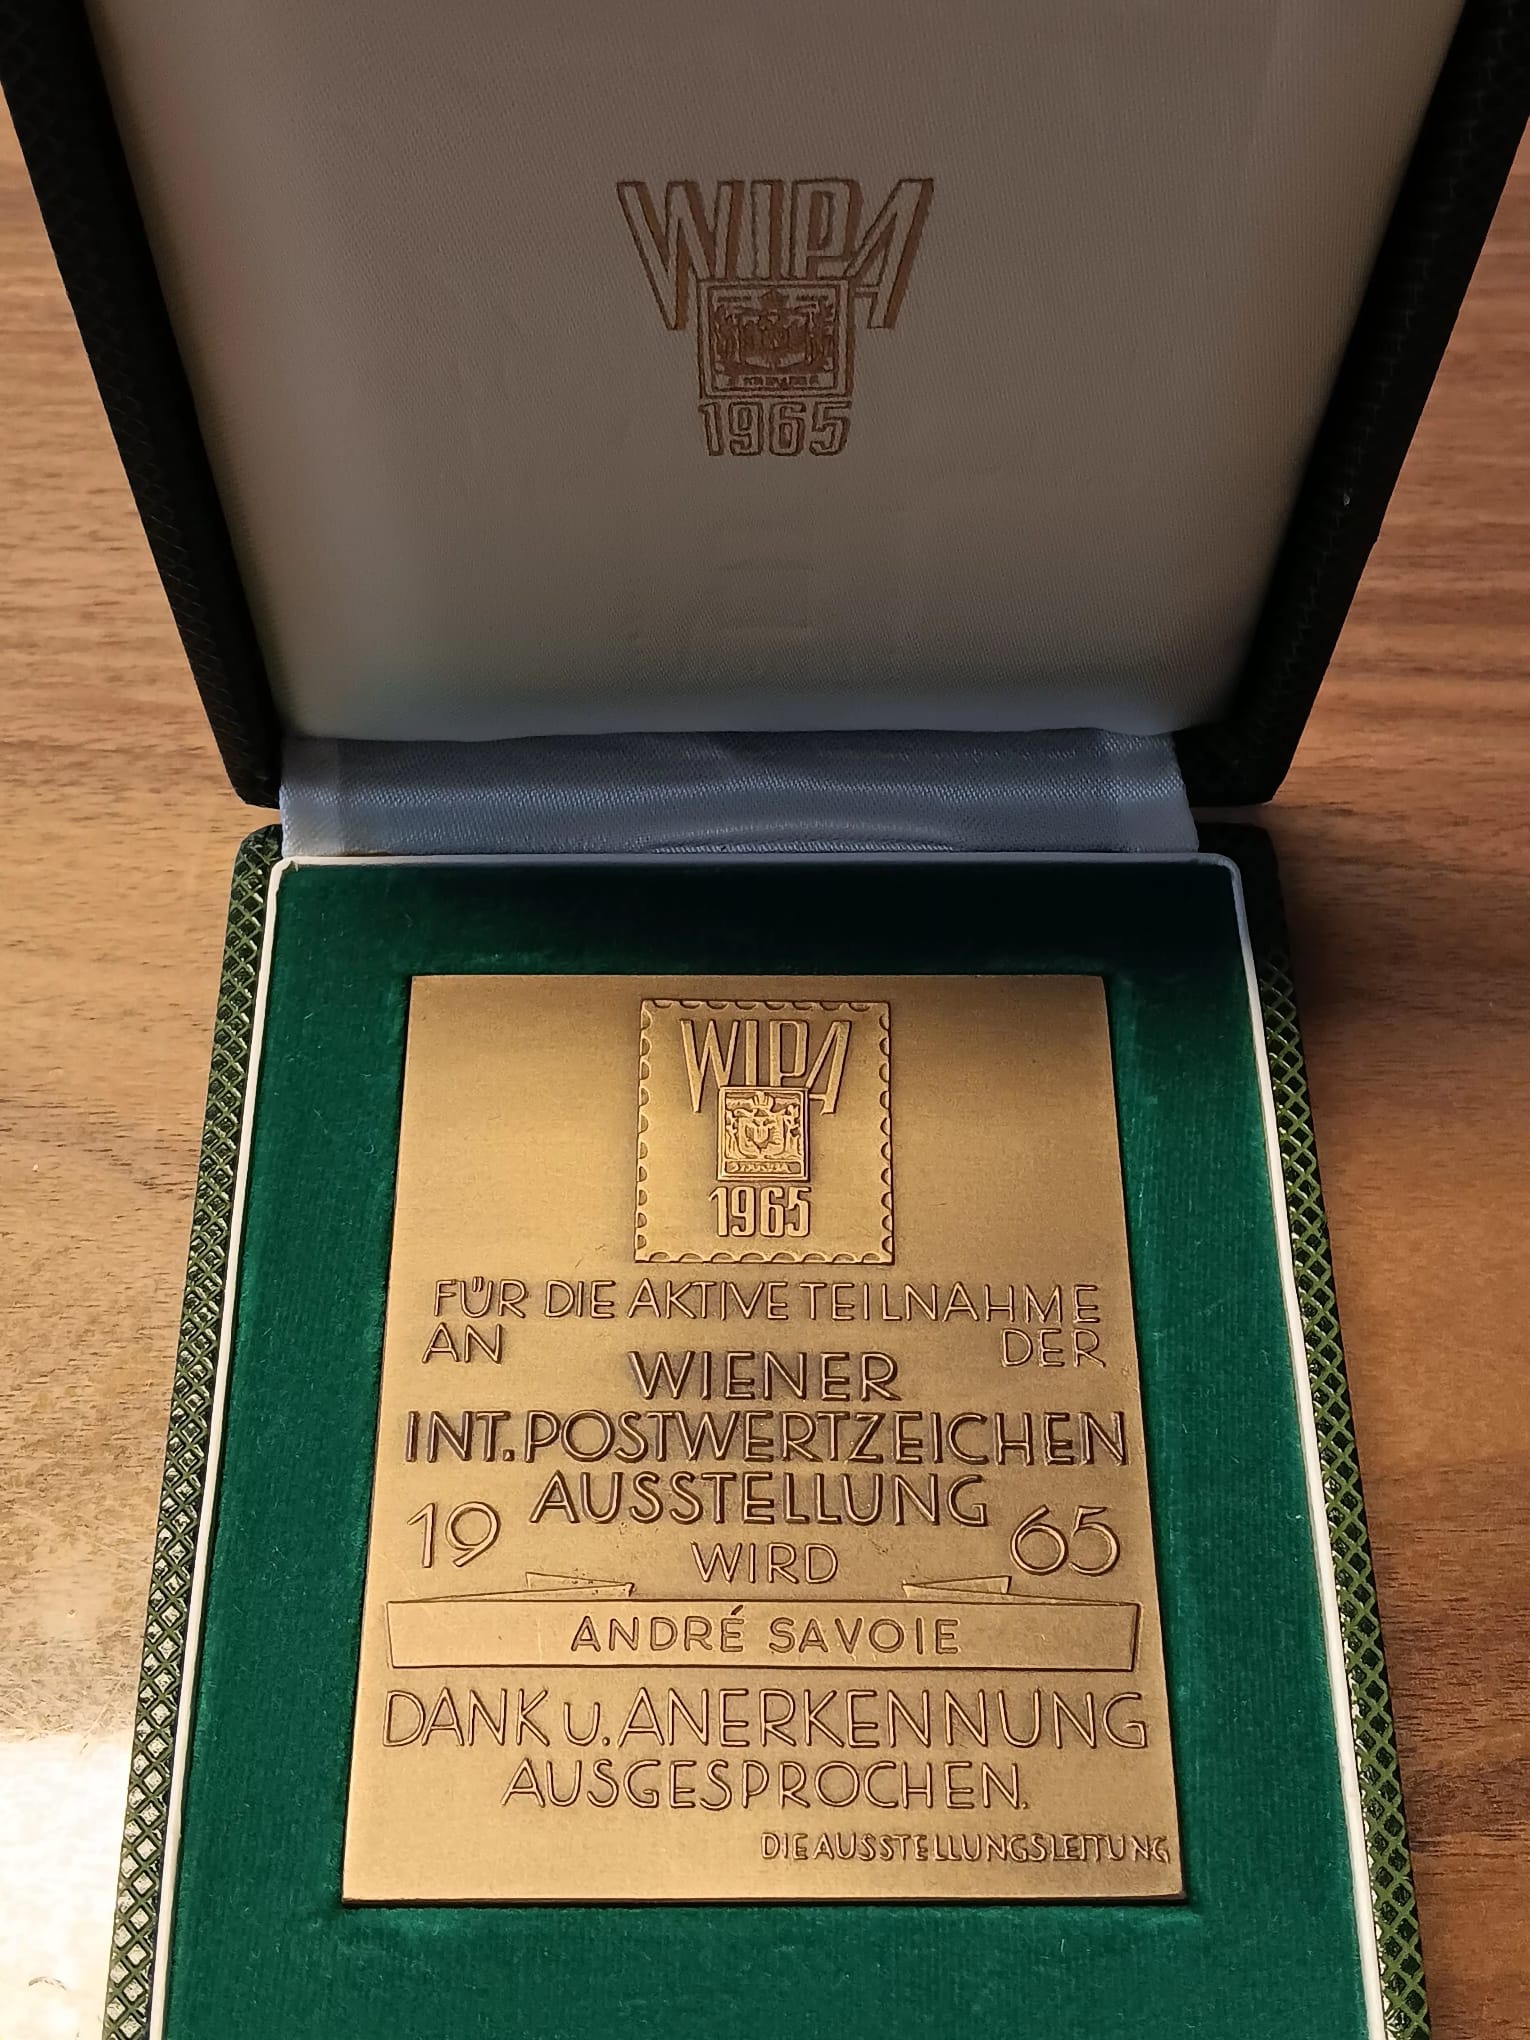 WIPA
1965
WIPA
1965
FÜR DIE AKTIVE TEILNAHME
AN DER
WIENER
INT. POSTWERTZEICHEN
AUSSTELLUNG
19 65
WIRD
ANDRÉ SAVOIE
DANK u. ANERKENNUNG
AUSGESPROCHEN.
DIE AUSSTELLUNGSLEITUNG